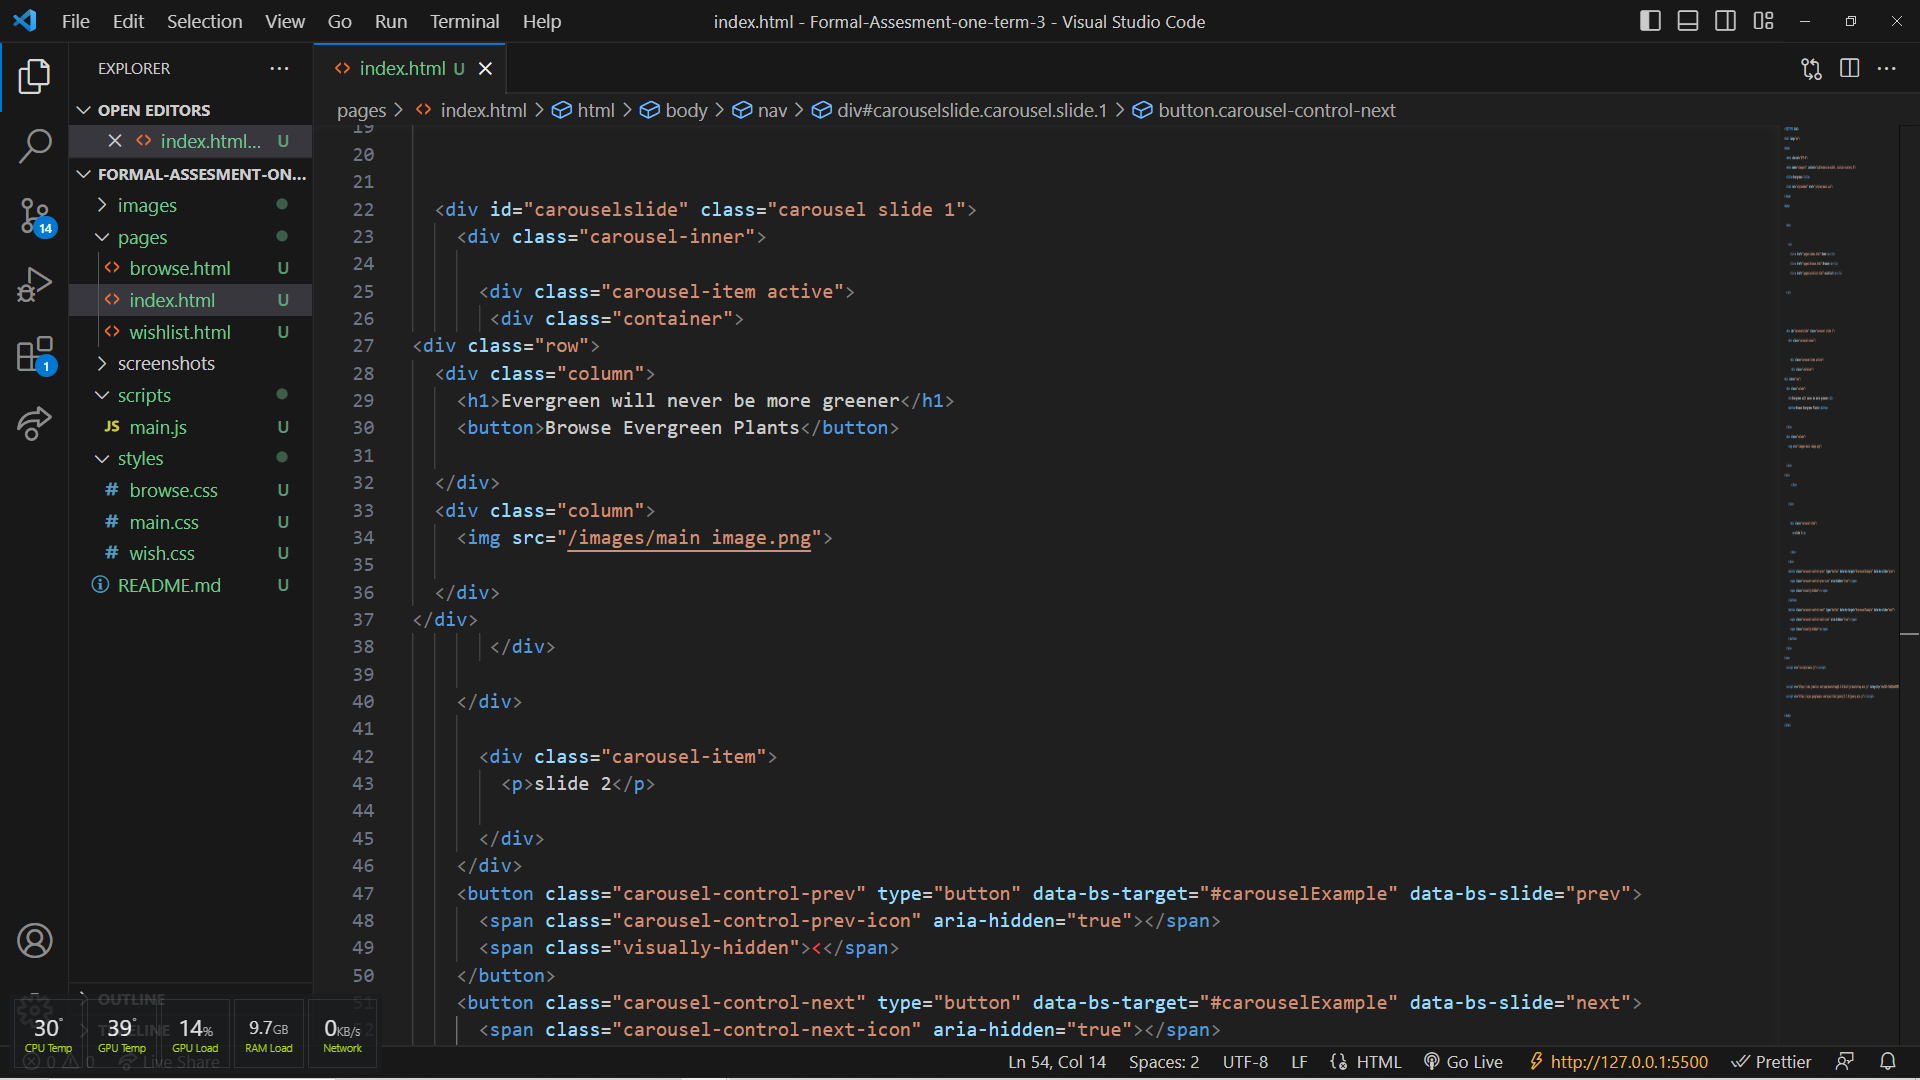 File Edit Selection View Go Run Terminal Help
index.html - Formal-Assesment-one-term-3 - Visual Studio Code
EXPLORER
OPEN EDITORS
index.html... U
FORMAL-ASSESMENT-ON...
images
pages
browse.html U
index.html U
wishlist.html U
screenshots
scripts
JS main.js U
styles
# browse.css U
# main.css U
# wish.css U
README.md U
OUTLINE
TIMELINE
14
1
index.html U
pages > index.html > html > body > nav > div#carouselslide.carousel.slide.1 > button.carousel-control-next
19
20
21
22 <div id="carouselslide" class="carousel slide 1">
23 <div class="carousel-inner">
24
25 <div class="carousel-item active">
26 <div class="container">
27 <div class="row">
28 <div class="column">
29 <h1>Evergreen will never be more greener</h1>
30 <button>Browse Evergreen Plants</button>
31
32 </div>
33 <div class="column">
34 <img src="/images/main image.png">
35
36 </div>
37 </div>
38 </div>
39
40 </div>
41
42 <div class="carousel-item">
43 <p>slide 2</p>
44
45 </div>
46 </div>
47 <button class="carousel-control-prev" type="button" data-bs-target="#carouselExample" data-bs-slide="prev">
48 <span class="carousel-control-prev-icon" aria-hidden="true"></span>
49 <span class="visually-hidden"><</span>
50 </button>
51 <button class="carousel-control-next" type="button" data-bs-target="#carouselExample" data-bs-slide="next">
52 <span class="carousel-control-next-icon" aria-hidden="true"></span>
30° 39° 14% 9.7GB 0KB/s
CPU Temp GPU Temp GPU Load RAM Load Network
0 0 Live Share
Ln 54, Col 14 Spaces: 2 UTF-8 LF HTML Go Live http://127.0.0.1:5500 Prettier